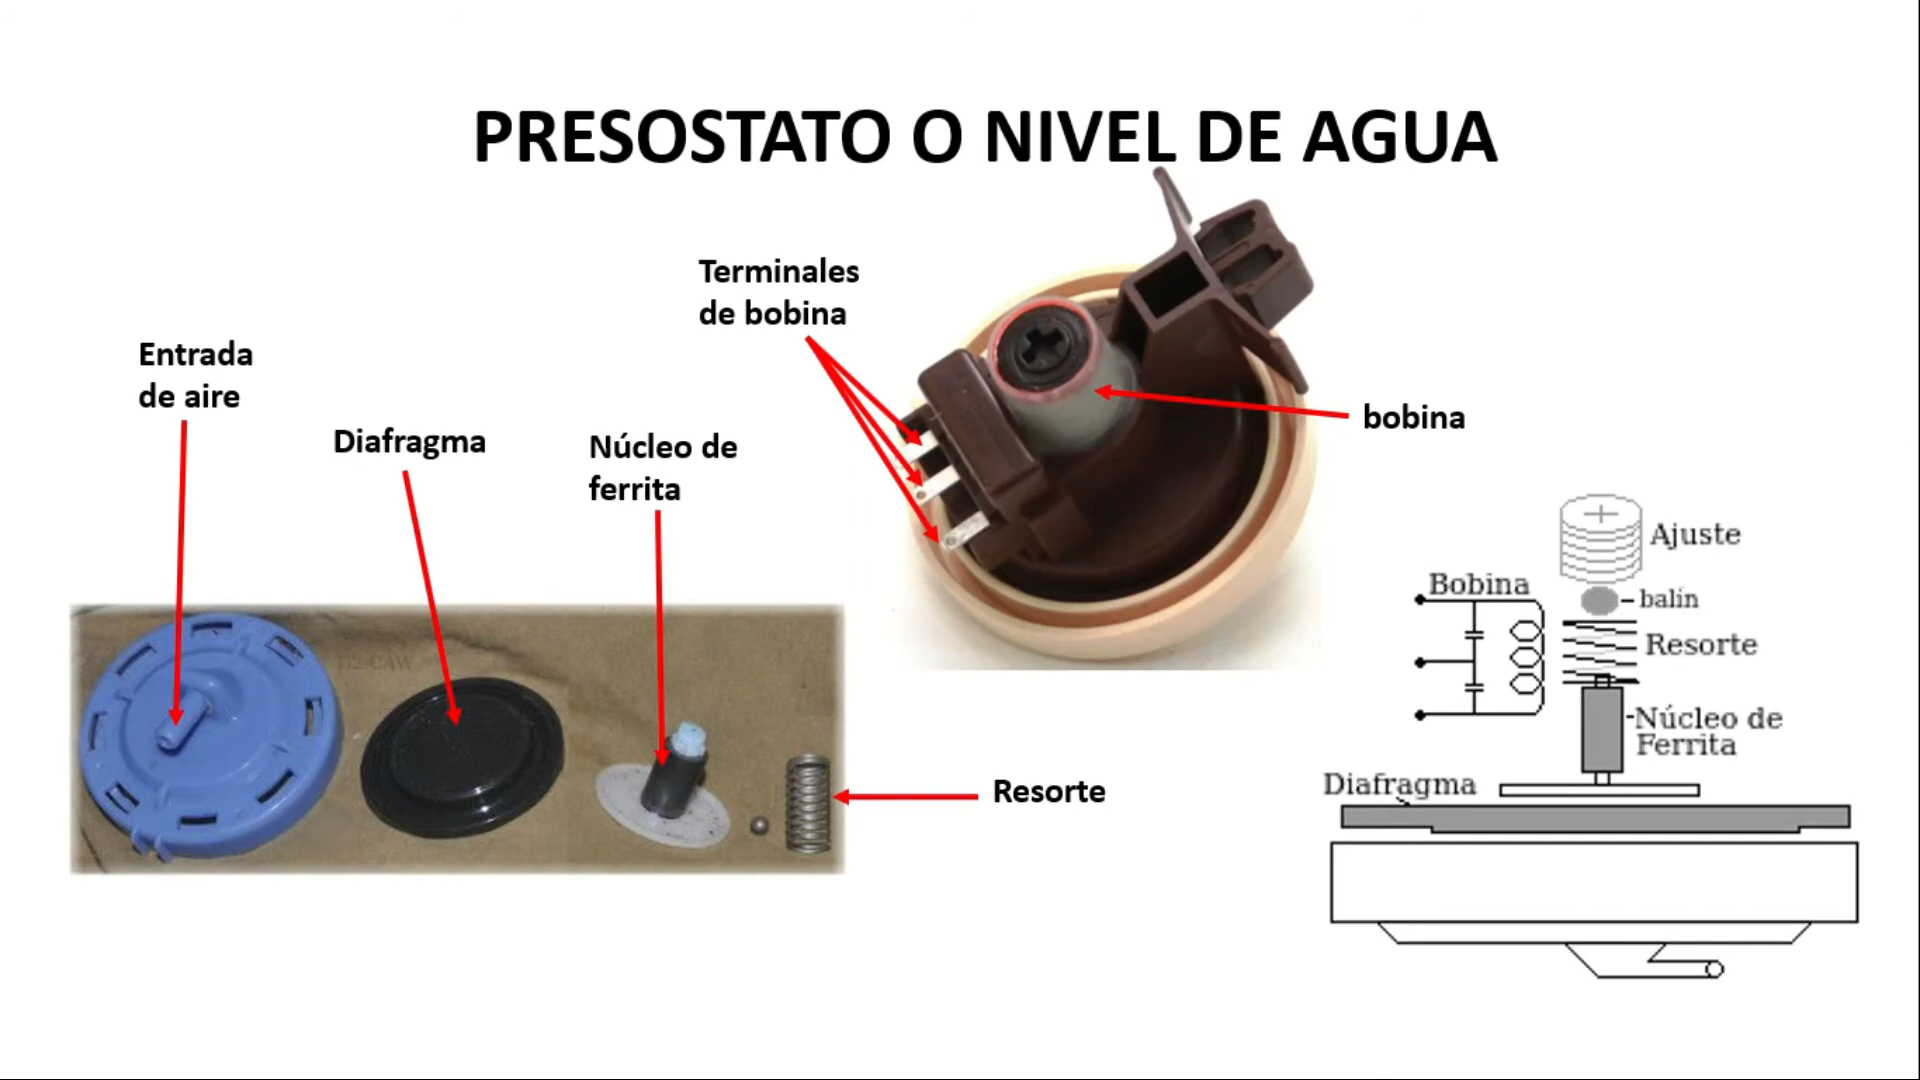 PRESOSTATO O NIVEL DE AGUA
Terminales
de bobina
Entrada
de aire
Diafragma
Núcleo de
ferrita
bobina
Resorte
Ajuste
Bobina
balín
Resorte
Núcleo de
Ferrita
Diafragma